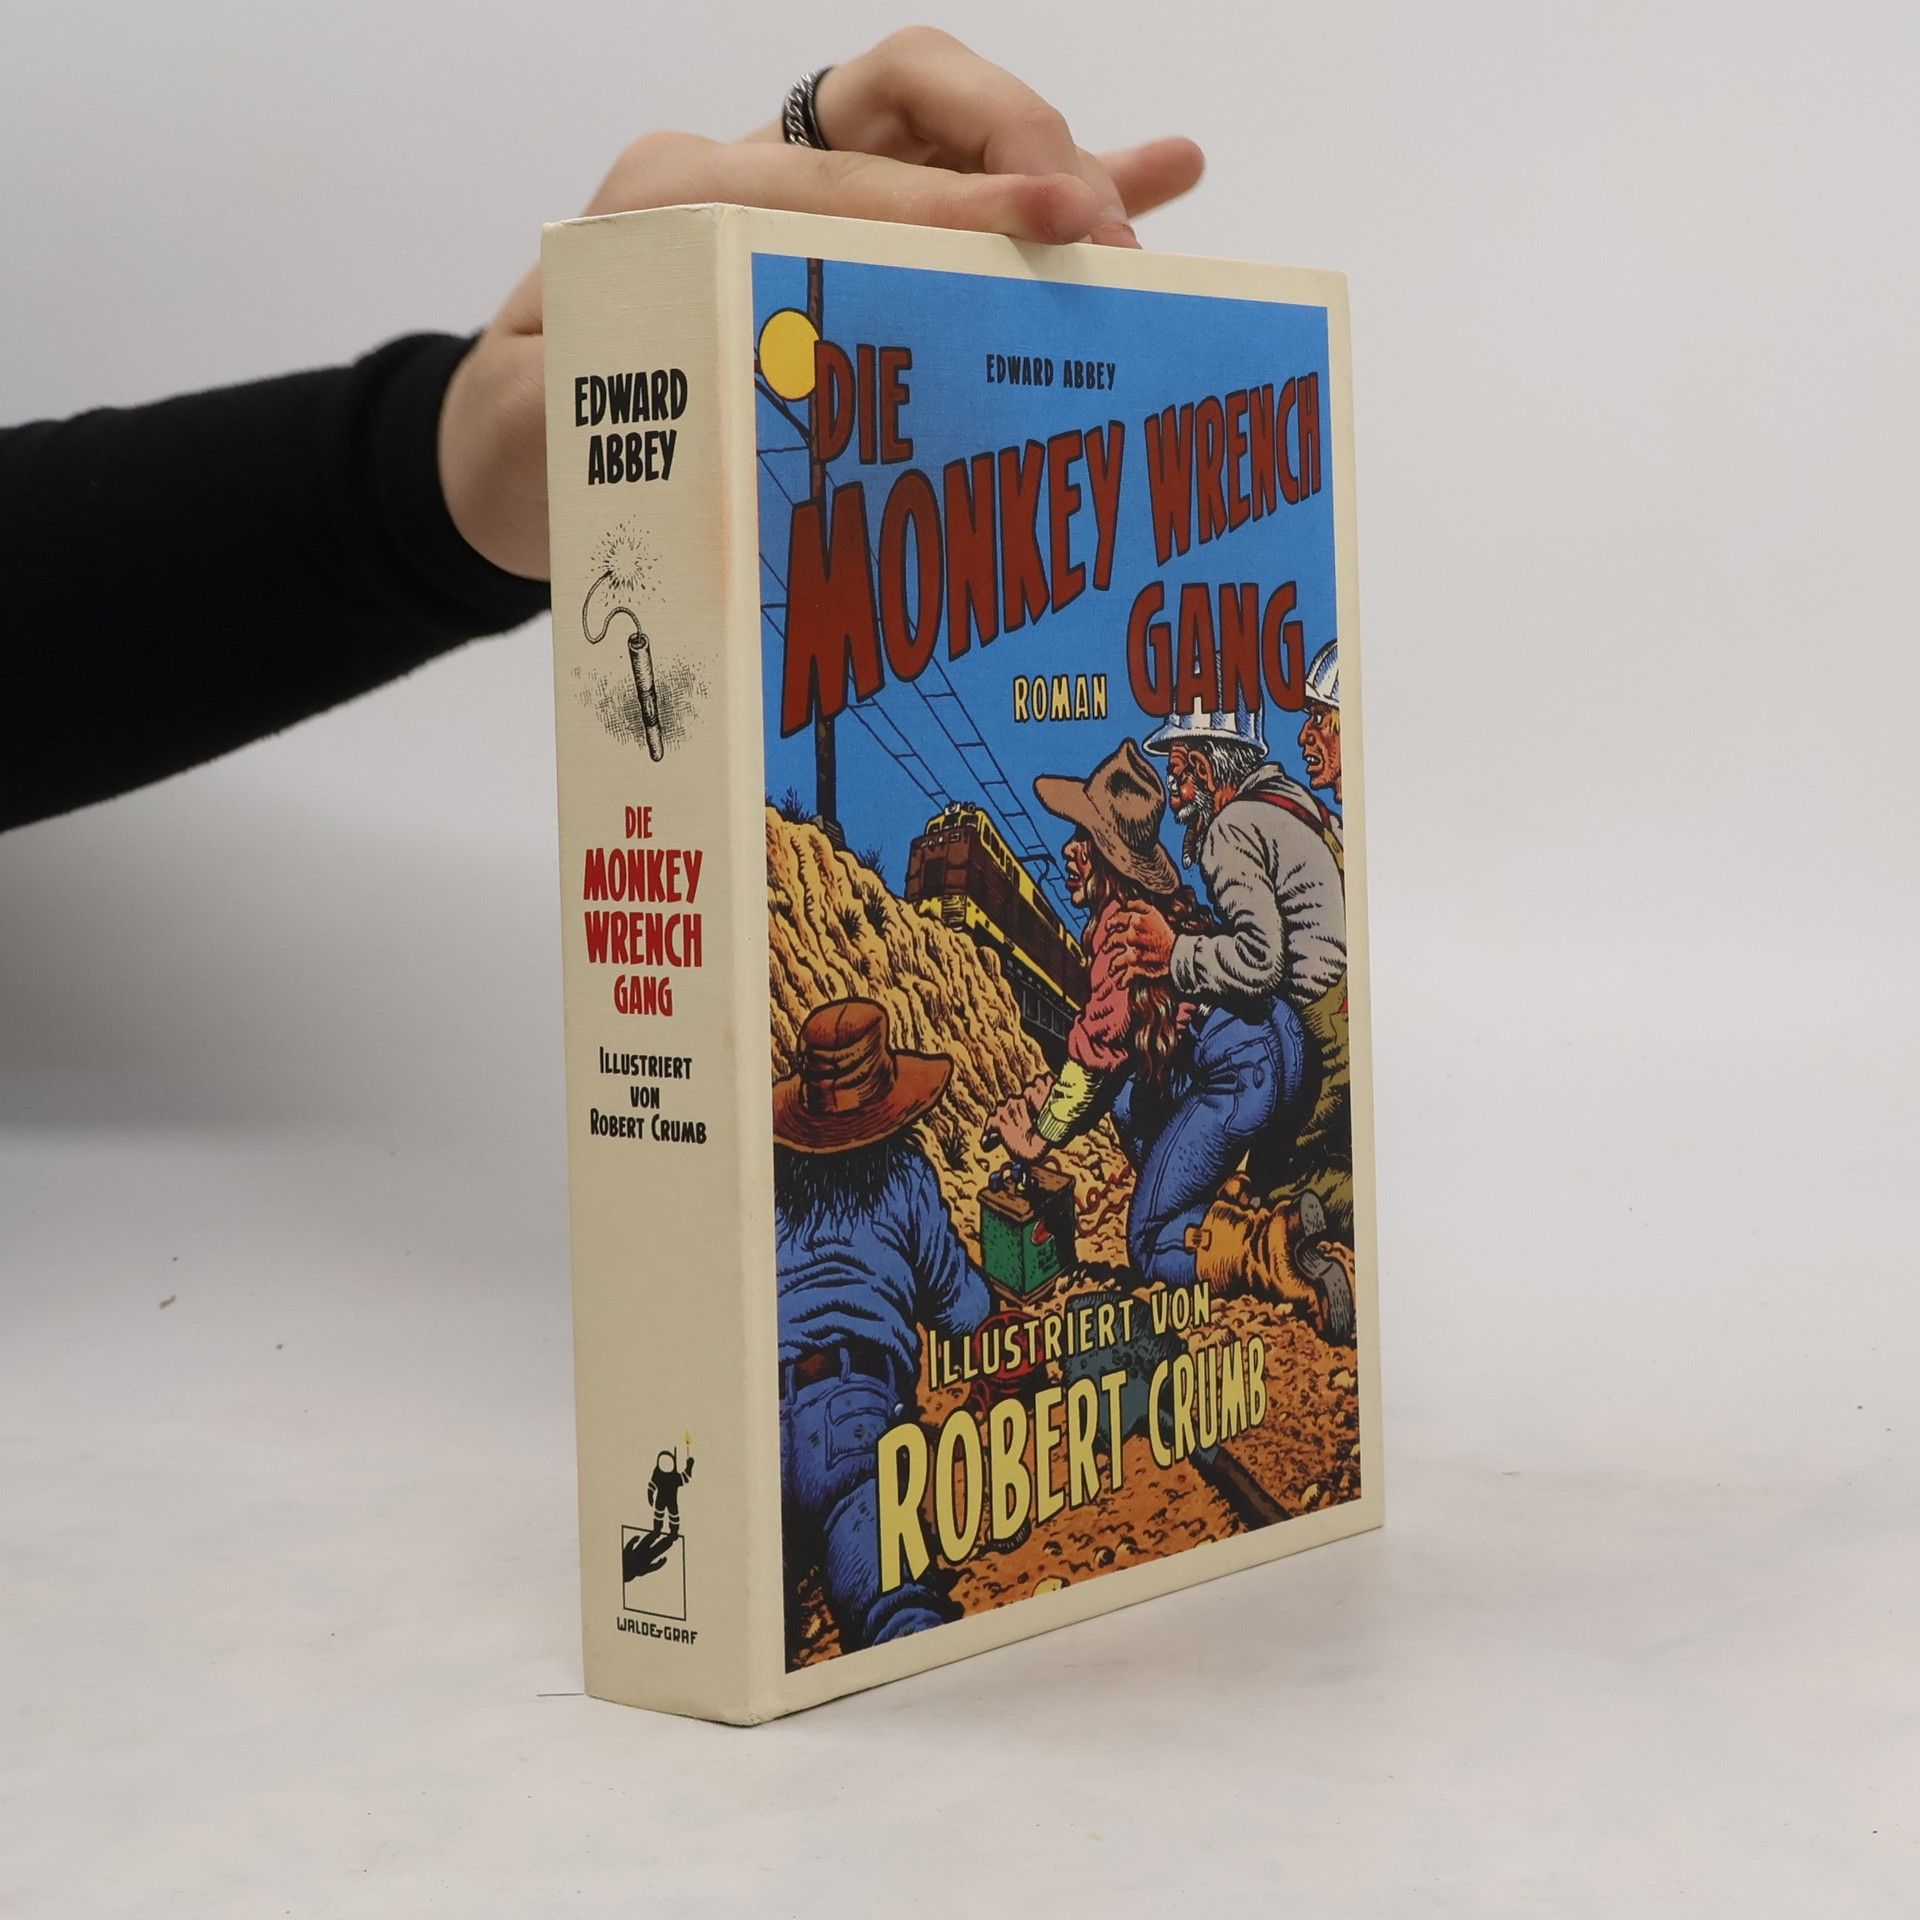 EDWARD
ABBEY
DIE
MONKEY
WRENCH
GANG
ILLUSTRIERT
VON
ROBERT CRUMB
WALDE+GRAF
EDWARD ABBEY
DIE
MONKEY WRENCH
GANG
ROMAN
ILLUSTRIERT VON
ROBERT CRUMB